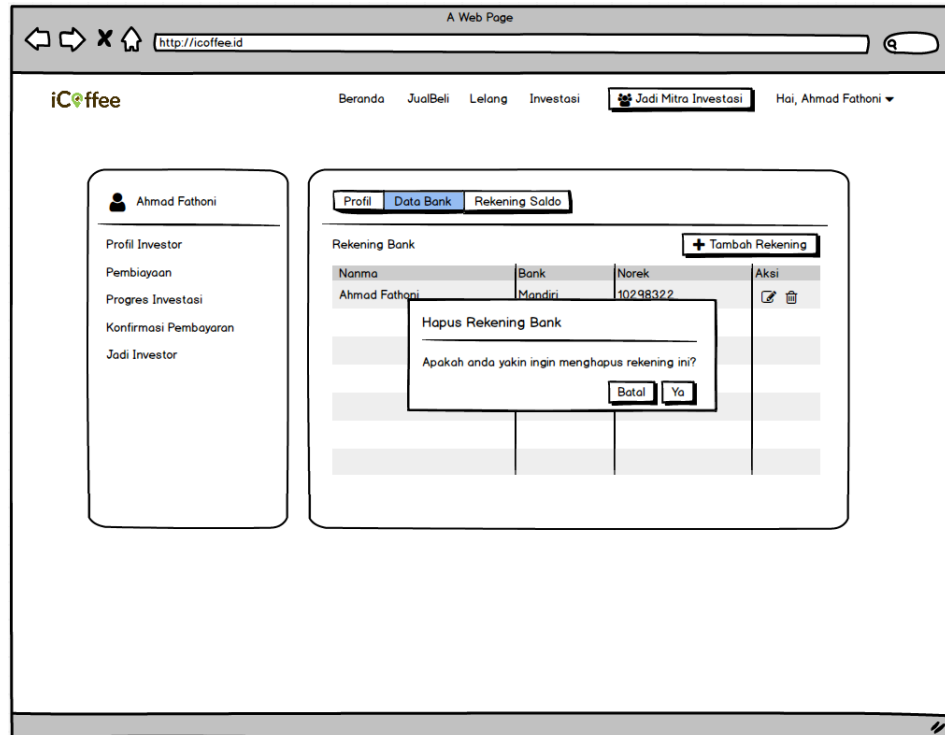 A Web Page
http://icoffee.id
iCoffee
Beranda JualBeli Lelang Investasi Jadi Mitra Investasi Hai, Ahmad Fathoni
Ahmad Fathoni
Profil Investor
Pembiayaan
Progres Investasi
Konfirmasi Pembayaran
Jadi Investor
Profil Data Bank Rekening Saldo
Rekening Bank Tambah Rekening
Nanma Bank Norek Aksi
Ahmad Fathoni Mandiri 10298322
Hapus Rekening Bank
Apakah anda yakin ingin menghapus rekening ini?
Batal Ya